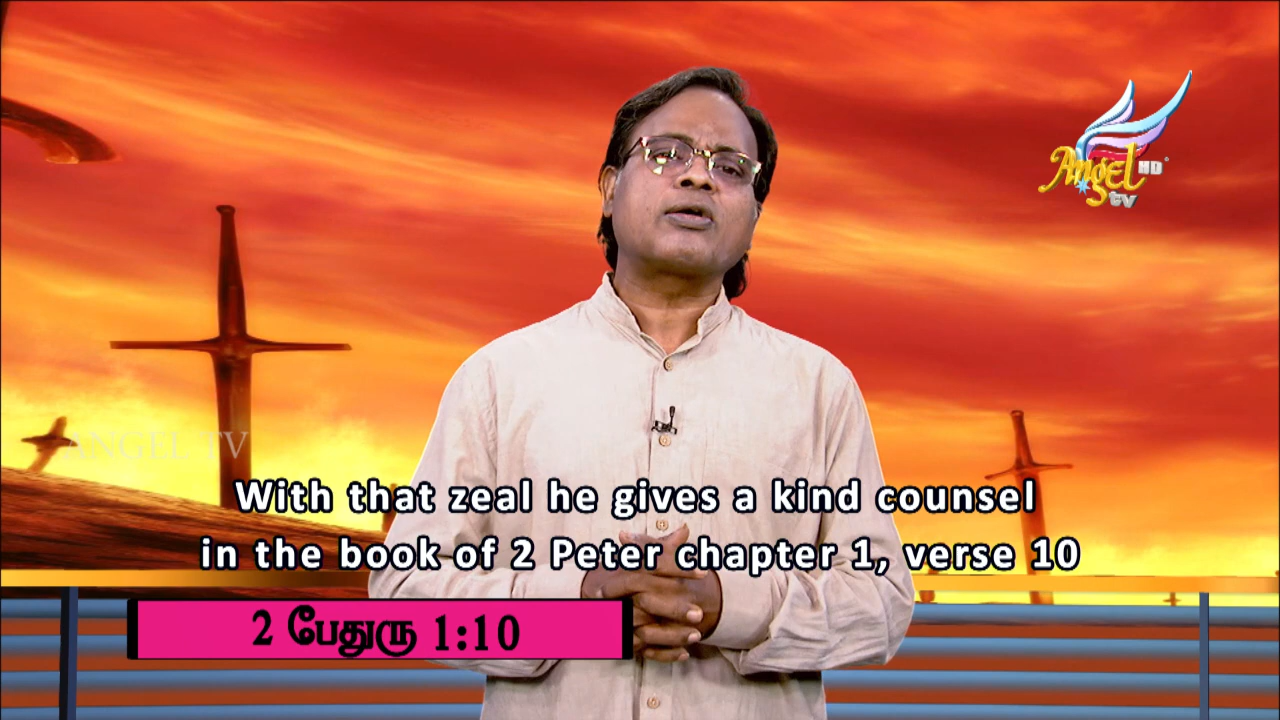 Angel HD
tv
ANGEL TV
With that zeal he gives a kind counsel
in the book of 2 Peter chapter 1, verse 10
2 பேதுரு 1:10